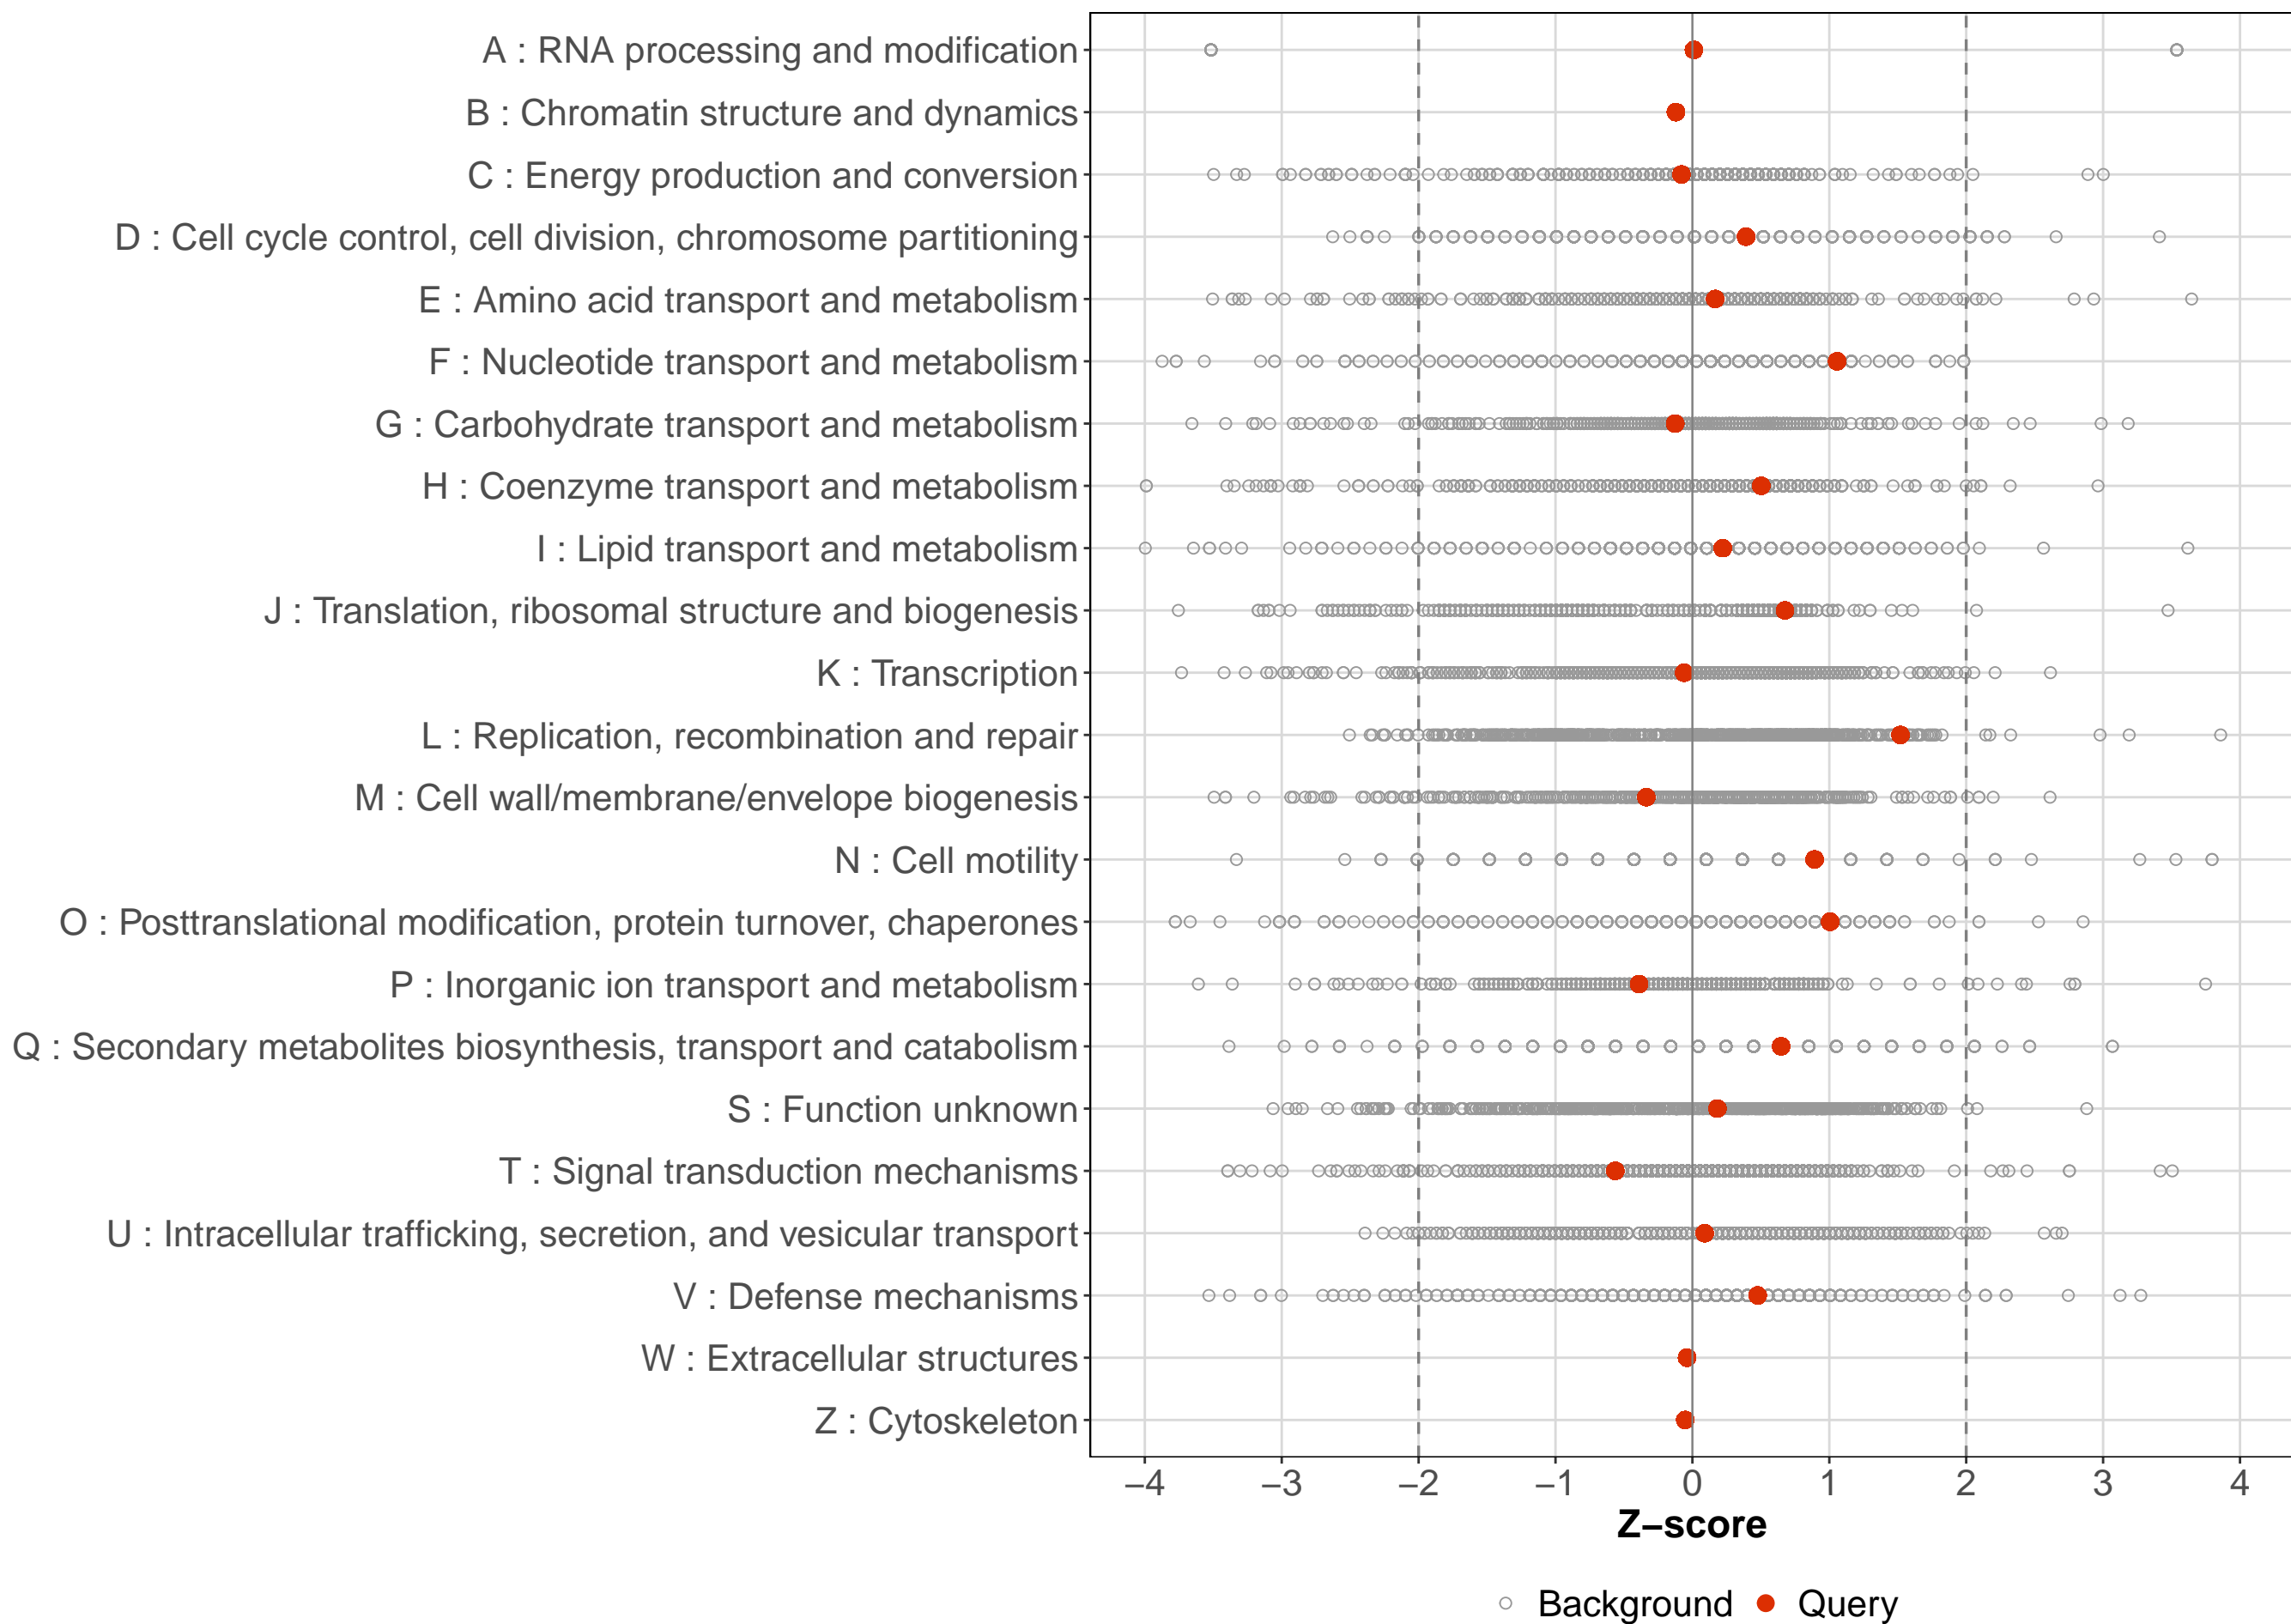 A : RNA processing and modification
B : Chromatin structure and dynamics
C : Energy production and conversion
D : Cell cycle control, cell division, chromosome partitioning
E : Amino acid transport and metabolism
F : Nucleotide transport and metabolism
G : Carbohydrate transport and metabolism
H : Coenzyme transport and metabolism
I : Lipid transport and metabolism
J : Translation, ribosomal structure and biogenesis
K : Transcription
L : Replication, recombination and repair
M : Cell wall/membrane/envelope biogenesis
N : Cell motility
O : Posttranslational modification, protein turnover, chaperones
P : Inorganic ion transport and metabolism
Q : Secondary metabolites biosynthesis, transport and catabolism
S : Function unknown
T : Signal transduction mechanisms
U : Intracellular trafficking, secretion, and vesicular transport
V : Defense mechanisms
W : Extracellular structures
Z : Cytoskeleton
−4 −3 −2 −1 0 1 2 3 4
Z−score
Background Query